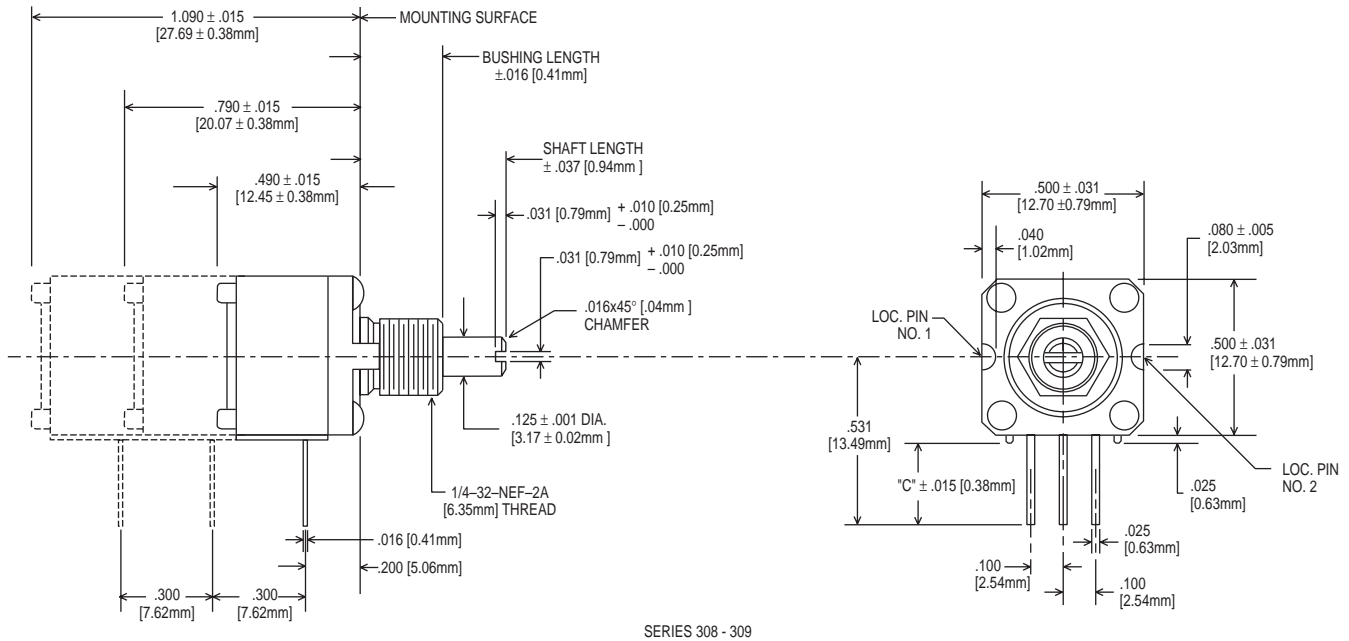 1.090 ± .015
[27.69 ± 0.38mm]
MOUNTING SURFACE
BUSHING LENGTH
±.016 [0.41mm]
.790 ± .015
[20.07 ± 0.38mm]
SHAFT LENGTH
± .037 [0.94mm ]
.490 ± .015
[12.45 ± 0.38mm]
.031 [0.79mm] + .010 [0.25mm]
– .000
.031 [0.79mm] + .010 [0.25mm]
– .000
.016x45° [.04mm ]
CHAMFER
.125 ± .001 DIA.
[3.17 ± 0.02mm ]
1/4–32–NEF–2A
[6.35mm] THREAD
.016 [0.41mm]
.200 [5.06mm]
.300
[7.62mm]
.300
[7.62mm]
.500 ± .031
[12.70 ±0.79mm]
.040
[1.02mm]
.080 ± .005
[2.03mm]
LOC. PIN
NO. 1
.500 ± .031
[12.70 ± 0.79mm]
.531
[13.49mm]
"C" ± .015 [0.38mm]
LOC. PIN
NO. 2
.025
[0.63mm]
.025
[0.63mm]
.100
[2.54mm]
.100
[2.54mm]
SERIES 308 - 309